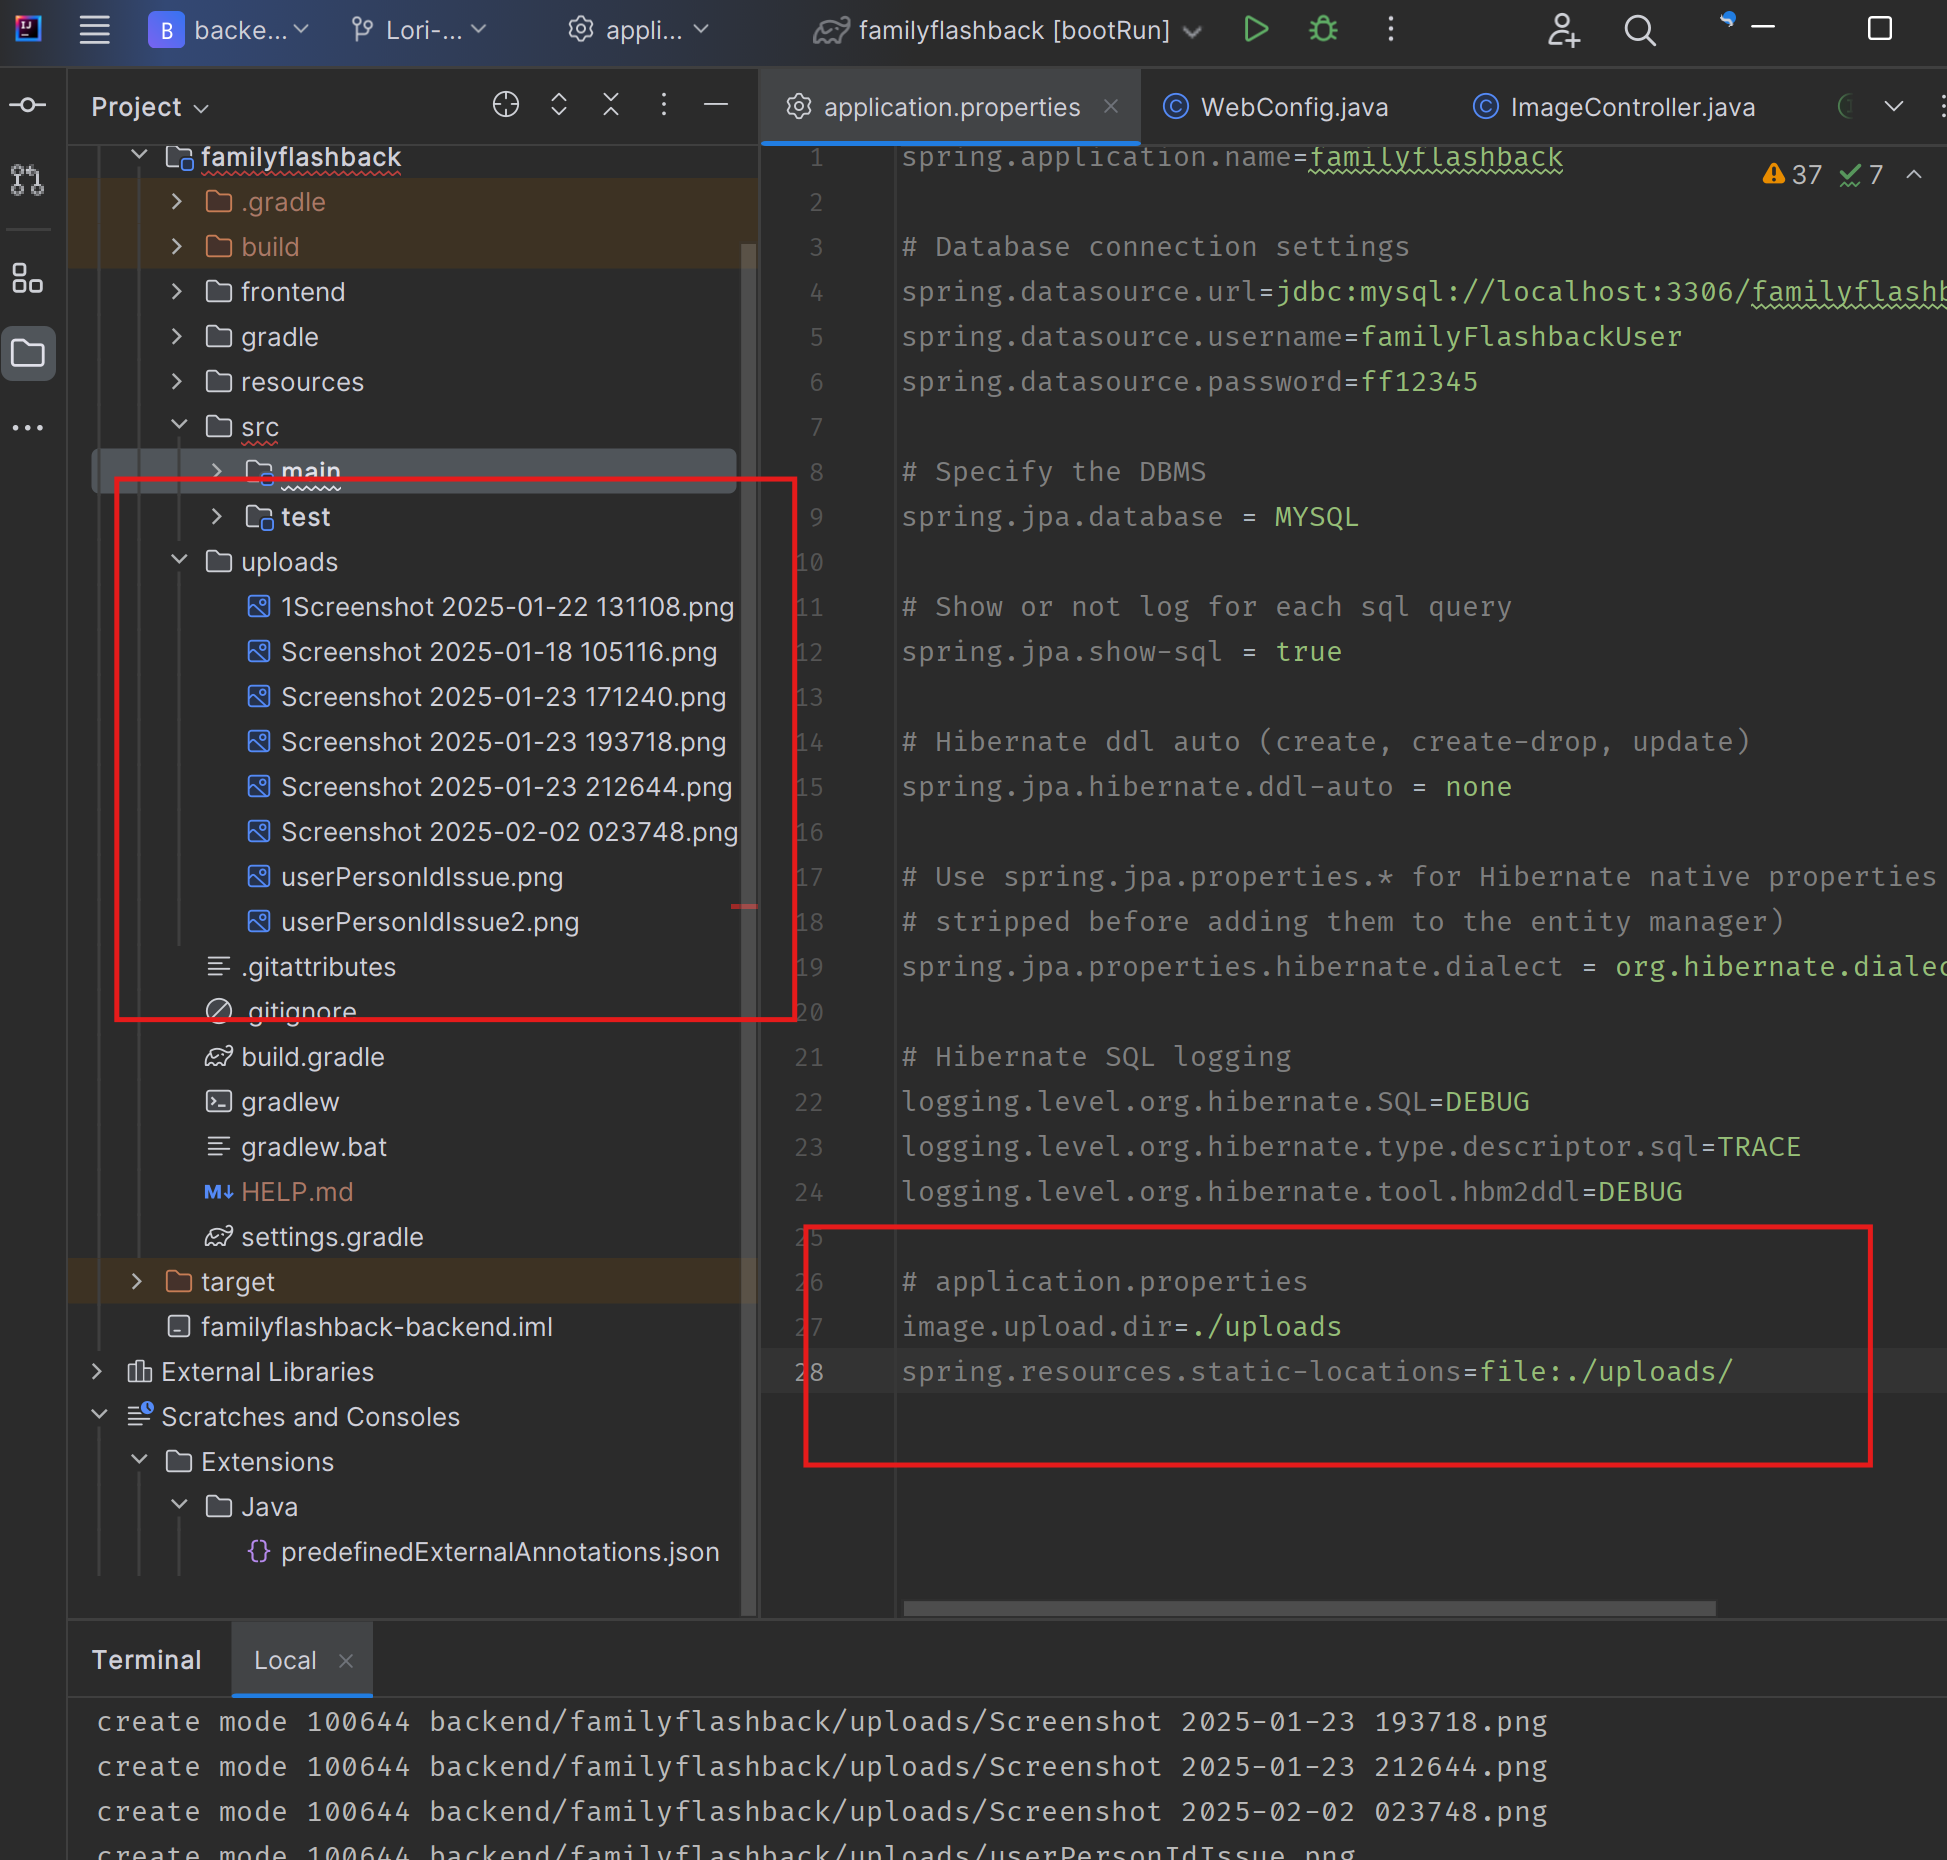 B backe... Lori-... appli... familyflashback [bootRun]
Project
familyflashback
.gradle
build
frontend
gradle
resources
src
main
test
uploads
1Screenshot 2025-01-22 131108.png
Screenshot 2025-01-18 105116.png
Screenshot 2025-01-23 171240.png
Screenshot 2025-01-23 193718.png
Screenshot 2025-01-23 212644.png
Screenshot 2025-02-02 023748.png
userPersonIdIssue.png
userPersonIdIssue2.png
.gitattributes
.gitignore
build.gradle
gradlew
gradlew.bat
HELP.md
settings.gradle
target
familyflashback-backend.iml
External Libraries
Scratches and Consoles
Extensions
Java
predefinedExternalAnnotations.json
application.properties WebConfig.java ImageController.java
37 7
1 spring.application.name=familyflashback
2
3 # Database connection settings
4 spring.datasource.url=jdbc:mysql://localhost:3306/familyflashb
5 spring.datasource.username=familyFlashbackUser
6 spring.datasource.password=ff12345
7
8 # Specify the DBMS
9 spring.jpa.database = MYSQL
10
11 # Show or not log for each sql query
12 spring.jpa.show-sql = true
13
14 # Hibernate ddl auto (create, create-drop, update)
15 spring.jpa.hibernate.ddl-auto = none
16
17 # Use spring.jpa.properties.* for Hibernate native properties
18 # stripped before adding them to the entity manager)
19 spring.jpa.properties.hibernate.dialect = org.hibernate.dialec
20
21 # Hibernate SQL logging
22 logging.level.org.hibernate.SQL=DEBUG
23 logging.level.org.hibernate.type.descriptor.sql=TRACE
24 logging.level.org.hibernate.tool.hbm2ddl=DEBUG
25
26 # application.properties
27 image.upload.dir=./uploads
28 spring.resources.static-locations=file:./uploads/
Terminal Local
create mode 100644 backend/familyflashback/uploads/Screenshot 2025-01-23 193718.png
create mode 100644 backend/familyflashback/uploads/Screenshot 2025-01-23 212644.png
create mode 100644 backend/familyflashback/uploads/Screenshot 2025-02-02 023748.png
create mode 100644 backend/familyflashback/uploads/userPersonIdIssue.png